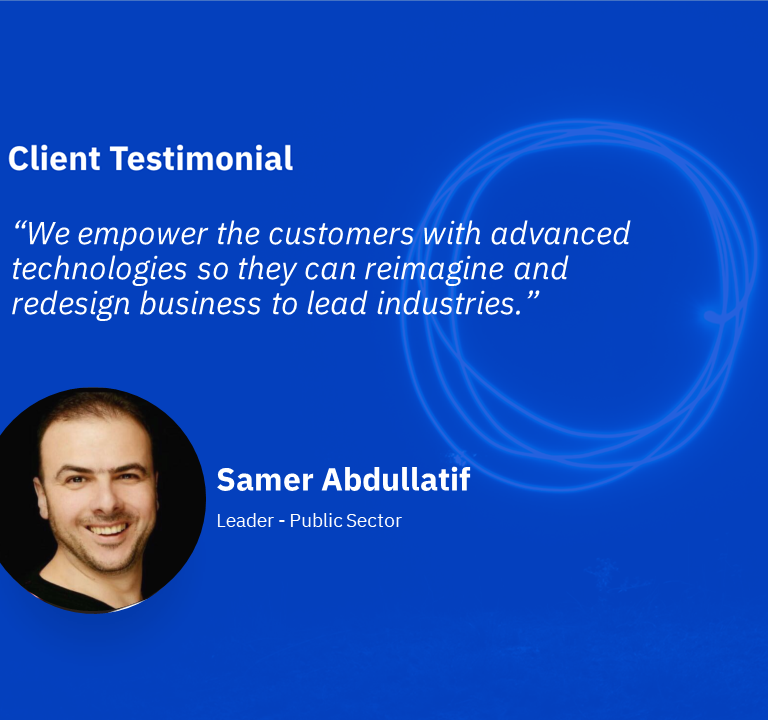 Client Testimonial
“We empower the customers with advanced
technologies so they can reimagine and
redesign business to lead industries.”
Samer Abdullatif
Leader - Public Sector